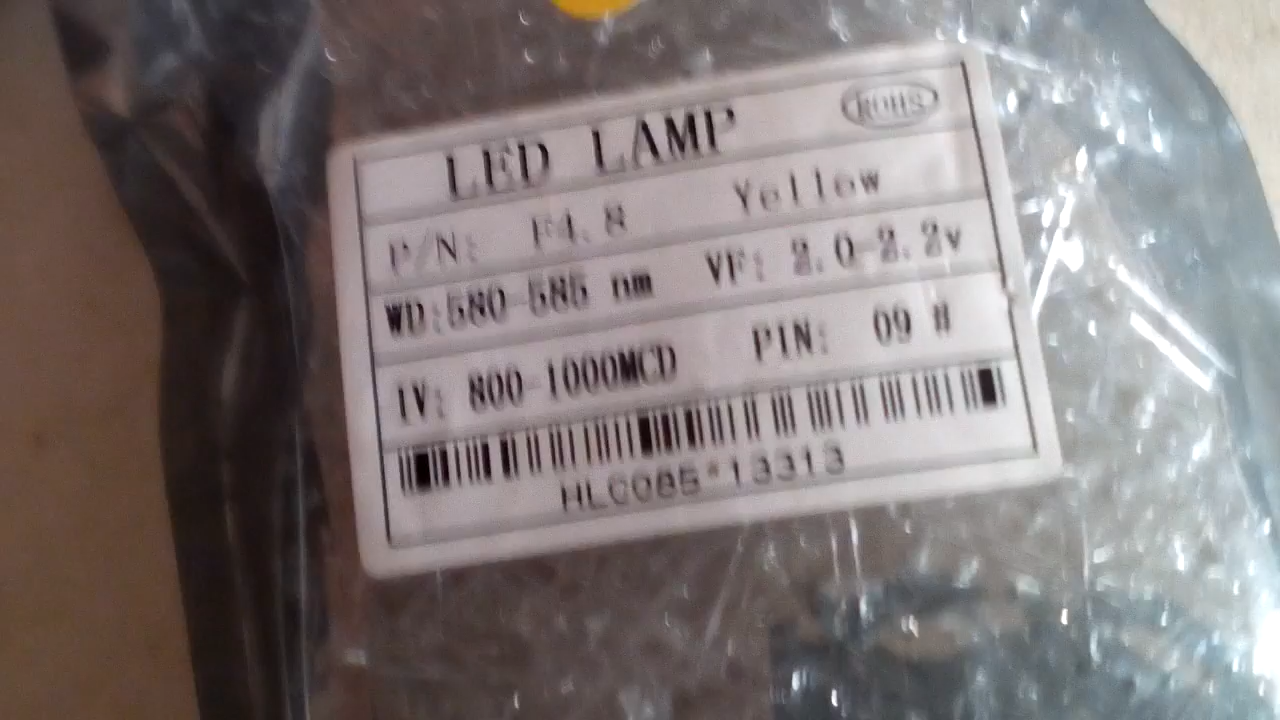 LED LAMP ROHS
P/N: F4.8 Yellow
WD:580-585 nm VF: 2.0-2.2v
IV: 800-1000MCD PIN: 09 #
HLC085*13313